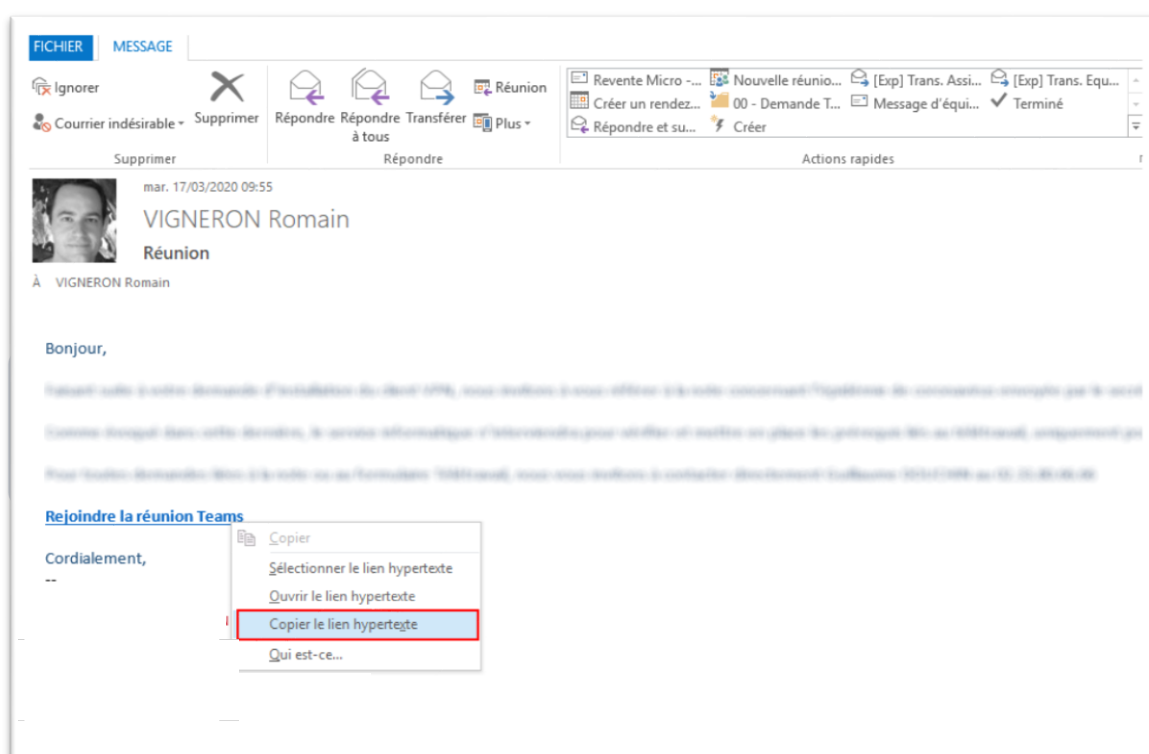 FICHIER MESSAGE
Ignorer
Courrier indésirable
Supprimer
Répondre Répondre à tous Transférer
Réunion
Plus
Revente Micro -... Nouvelle réunio... [Exp] Trans. Assi... [Exp] Trans. Equ...
Créer un rendez... 00 - Demande T... Message d'équi... Terminé
Répondre et su... Créer
Supprimer Répondre Actions rapides
mar. 17/03/2020 09:55
VIGNERON Romain
Réunion
À VIGNERON Romain
Bonjour,
Rejoindre la réunion Teams
Copier
Sélectionner le lien hypertexte
Ouvrir le lien hypertexte
Copier le lien hypertexte
Qui est-ce...
Cordialement,
--